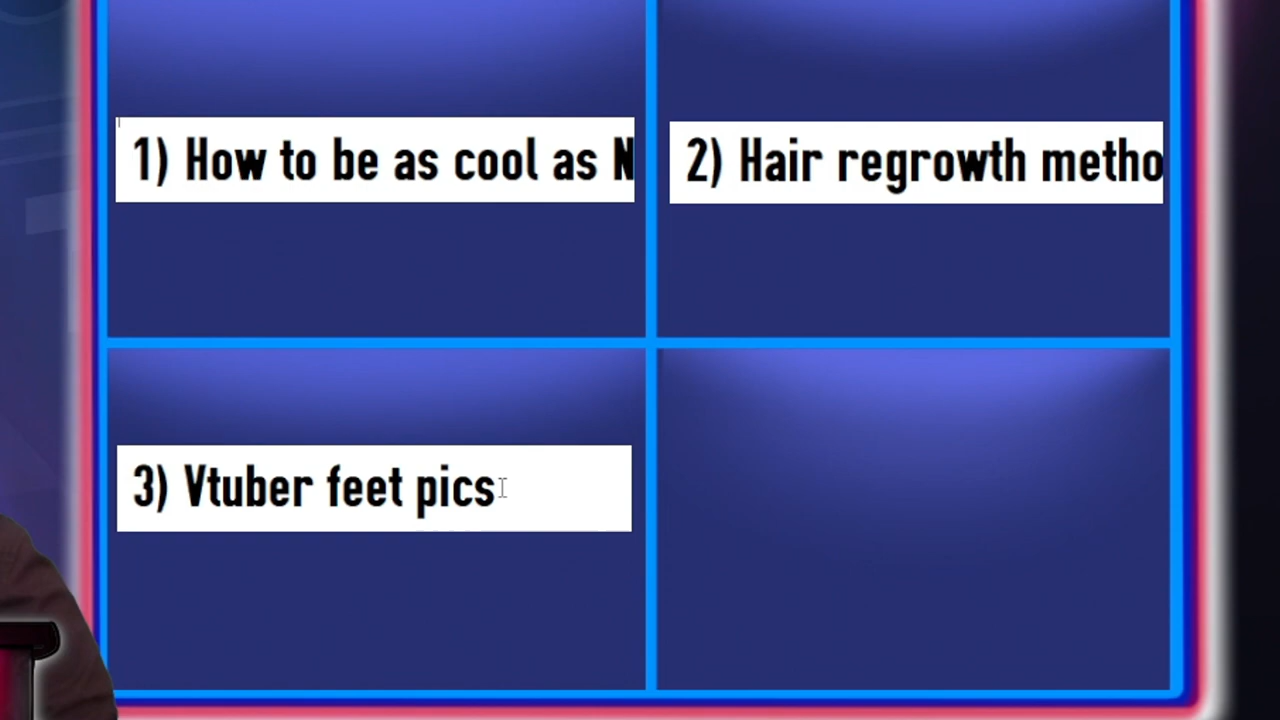 1) How to be as cool as N
2) Hair regrowth metho
3) Vtuber feet pics